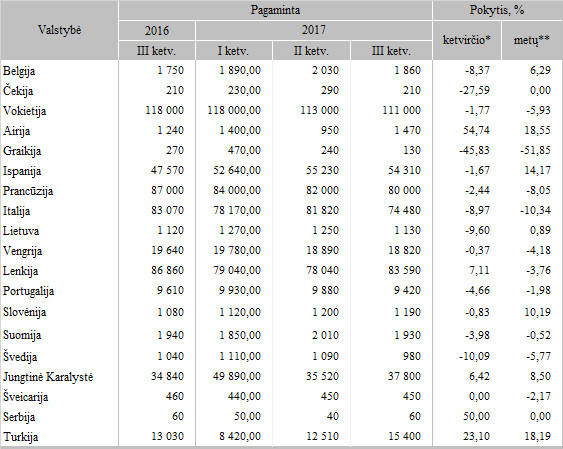 Valstybė Pagaminta Pokytis, %
2016 2017 ketvirčio* metų**
III ketv. I ketv. II ketv. III ketv.
Belgija 1 750 1 890,00 2 030 1 860 -8,37 6,29
Čekija 210 230,00 290 210 -27,59 0,00
Vokietija 118 000 118 000,00 113 000 111 000 -1,77 -5,93
Airija 1 240 1 400,00 950 1 470 54,74 18,55
Graikija 270 470,00 240 130 -45,83 -51,85
Ispanija 47 570 52 640,00 55 230 54 310 -1,67 14,17
Prancūzija 87 000 84 000,00 82 000 80 000 -2,44 -8,05
Italija 83 070 78 170,00 81 820 74 480 -8,97 -10,34
Lietuva 1 120 1 270,00 1 250 1 130 -9,60 0,89
Vengrija 19 640 19 780,00 18 890 18 820 -0,37 -4,18
Lenkija 86 860 79 040,00 78 040 83 590 7,11 -3,76
Portugalija 9 610 9 930,00 9 880 9 420 -4,66 -1,98
Slovėnija 1 080 1 120,00 1 200 1 190 -0,83 10,19
Suomija 1 940 1 850,00 2 010 1 930 -3,98 -0,52
Švedija 1 040 1 110,00 1 090 980 -10,09 -5,77
Jungtinė Karalystė 34 840 49 890,00 35 520 37 800 6,42 8,50
Šveicarija 460 440,00 450 450 0,00 -2,17
Serbija 60 50,00 40 60 50,00 0,00
Turkija 13 030 8 420,00 12 510 15 400 23,10 18,19